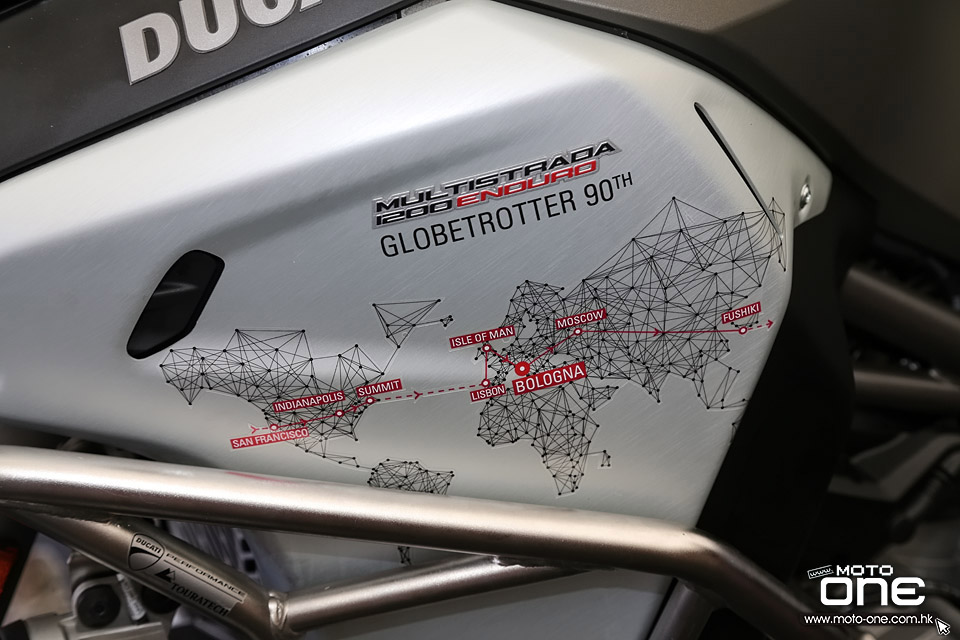 DUCA
MULTISTRADA
1200 ENDURO
GLOBETROTTER 90TH
FUSHIKI
MOSCOW
ISLE OF MAN
BOLOGNA
SUMMIT
LISBON
INDIANAPOLIS
SAN FRANCISCO
DUCATI
PERFORMANCE
TOURATECH
www.
MOTO
ONE
www.moto-one.com.hk